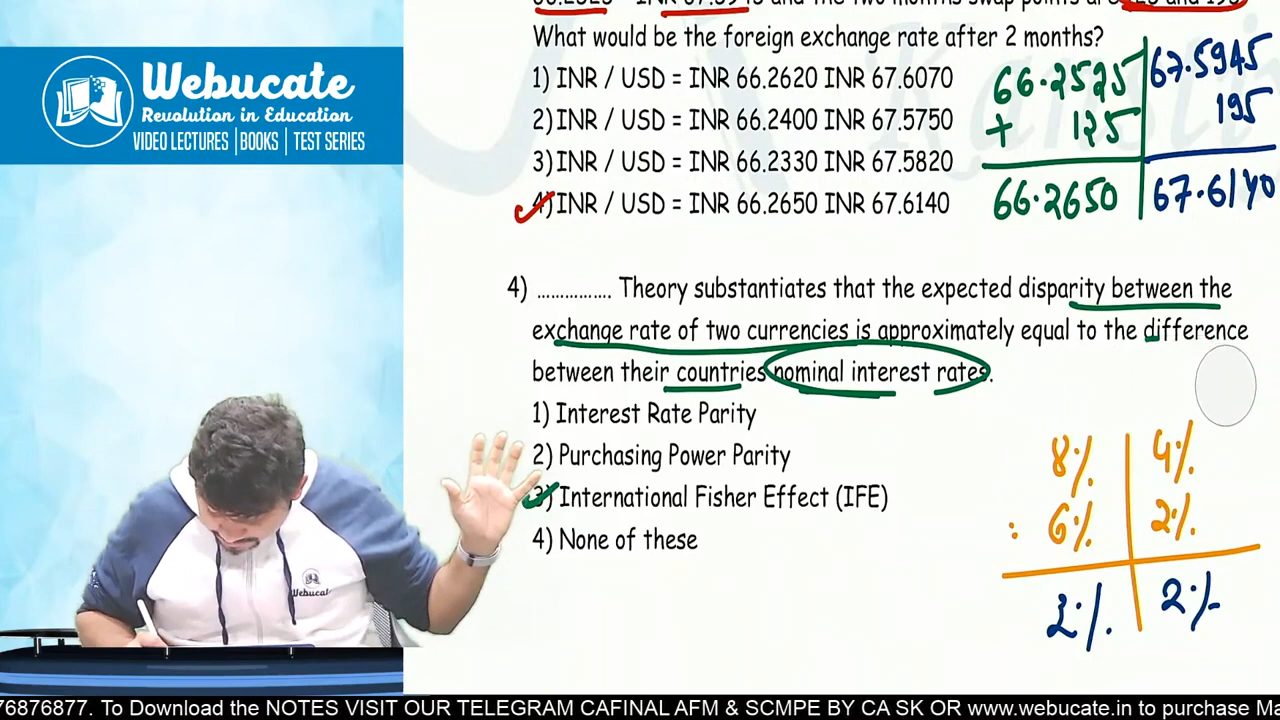 What would be the foreign exchange rate after 2 months?
1) INR / USD = INR 66.2620 INR 67.6070
2) INR / USD = INR 66.2400 INR 67.5750
3) INR / USD = INR 66.2330 INR 67.5820
4) INR / USD = INR 66.2650 INR 67.6140
66.2525
+ 125
66.2650
67.5945
195
67.6140
4) ............... Theory substantiates that the expected disparity between the
exchange rate of two currencies is approximately equal to the difference
between their countries nominal interest rates.
1) Interest Rate Parity
2) Purchasing Power Parity
3) International Fisher Effect (IFE)
4) None of these
8% 4%
: 6% 2%
2% 2%
Webucate
Revolution in Education
VIDEO LECTURES | BOOKS | TEST SERIES
Webucate
76876877. To Download the NOTES VISIT OUR TELEGRAM CAFINAL AFM & SCMPE BY CA SK OR www.webucate.in to purchase Ma